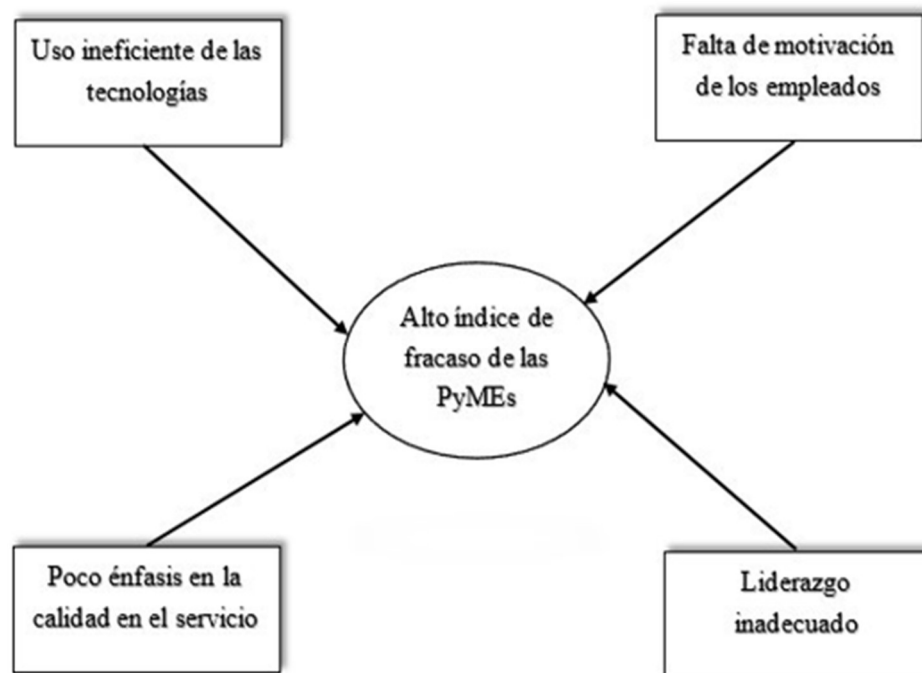 Uso ineficiente de las
tecnologías
Falta de motivación
de los empleados
Alto índice de
fracaso de las
PyMEs
Poco énfasis en la
calidad en el servicio
Liderazgo
inadecuado